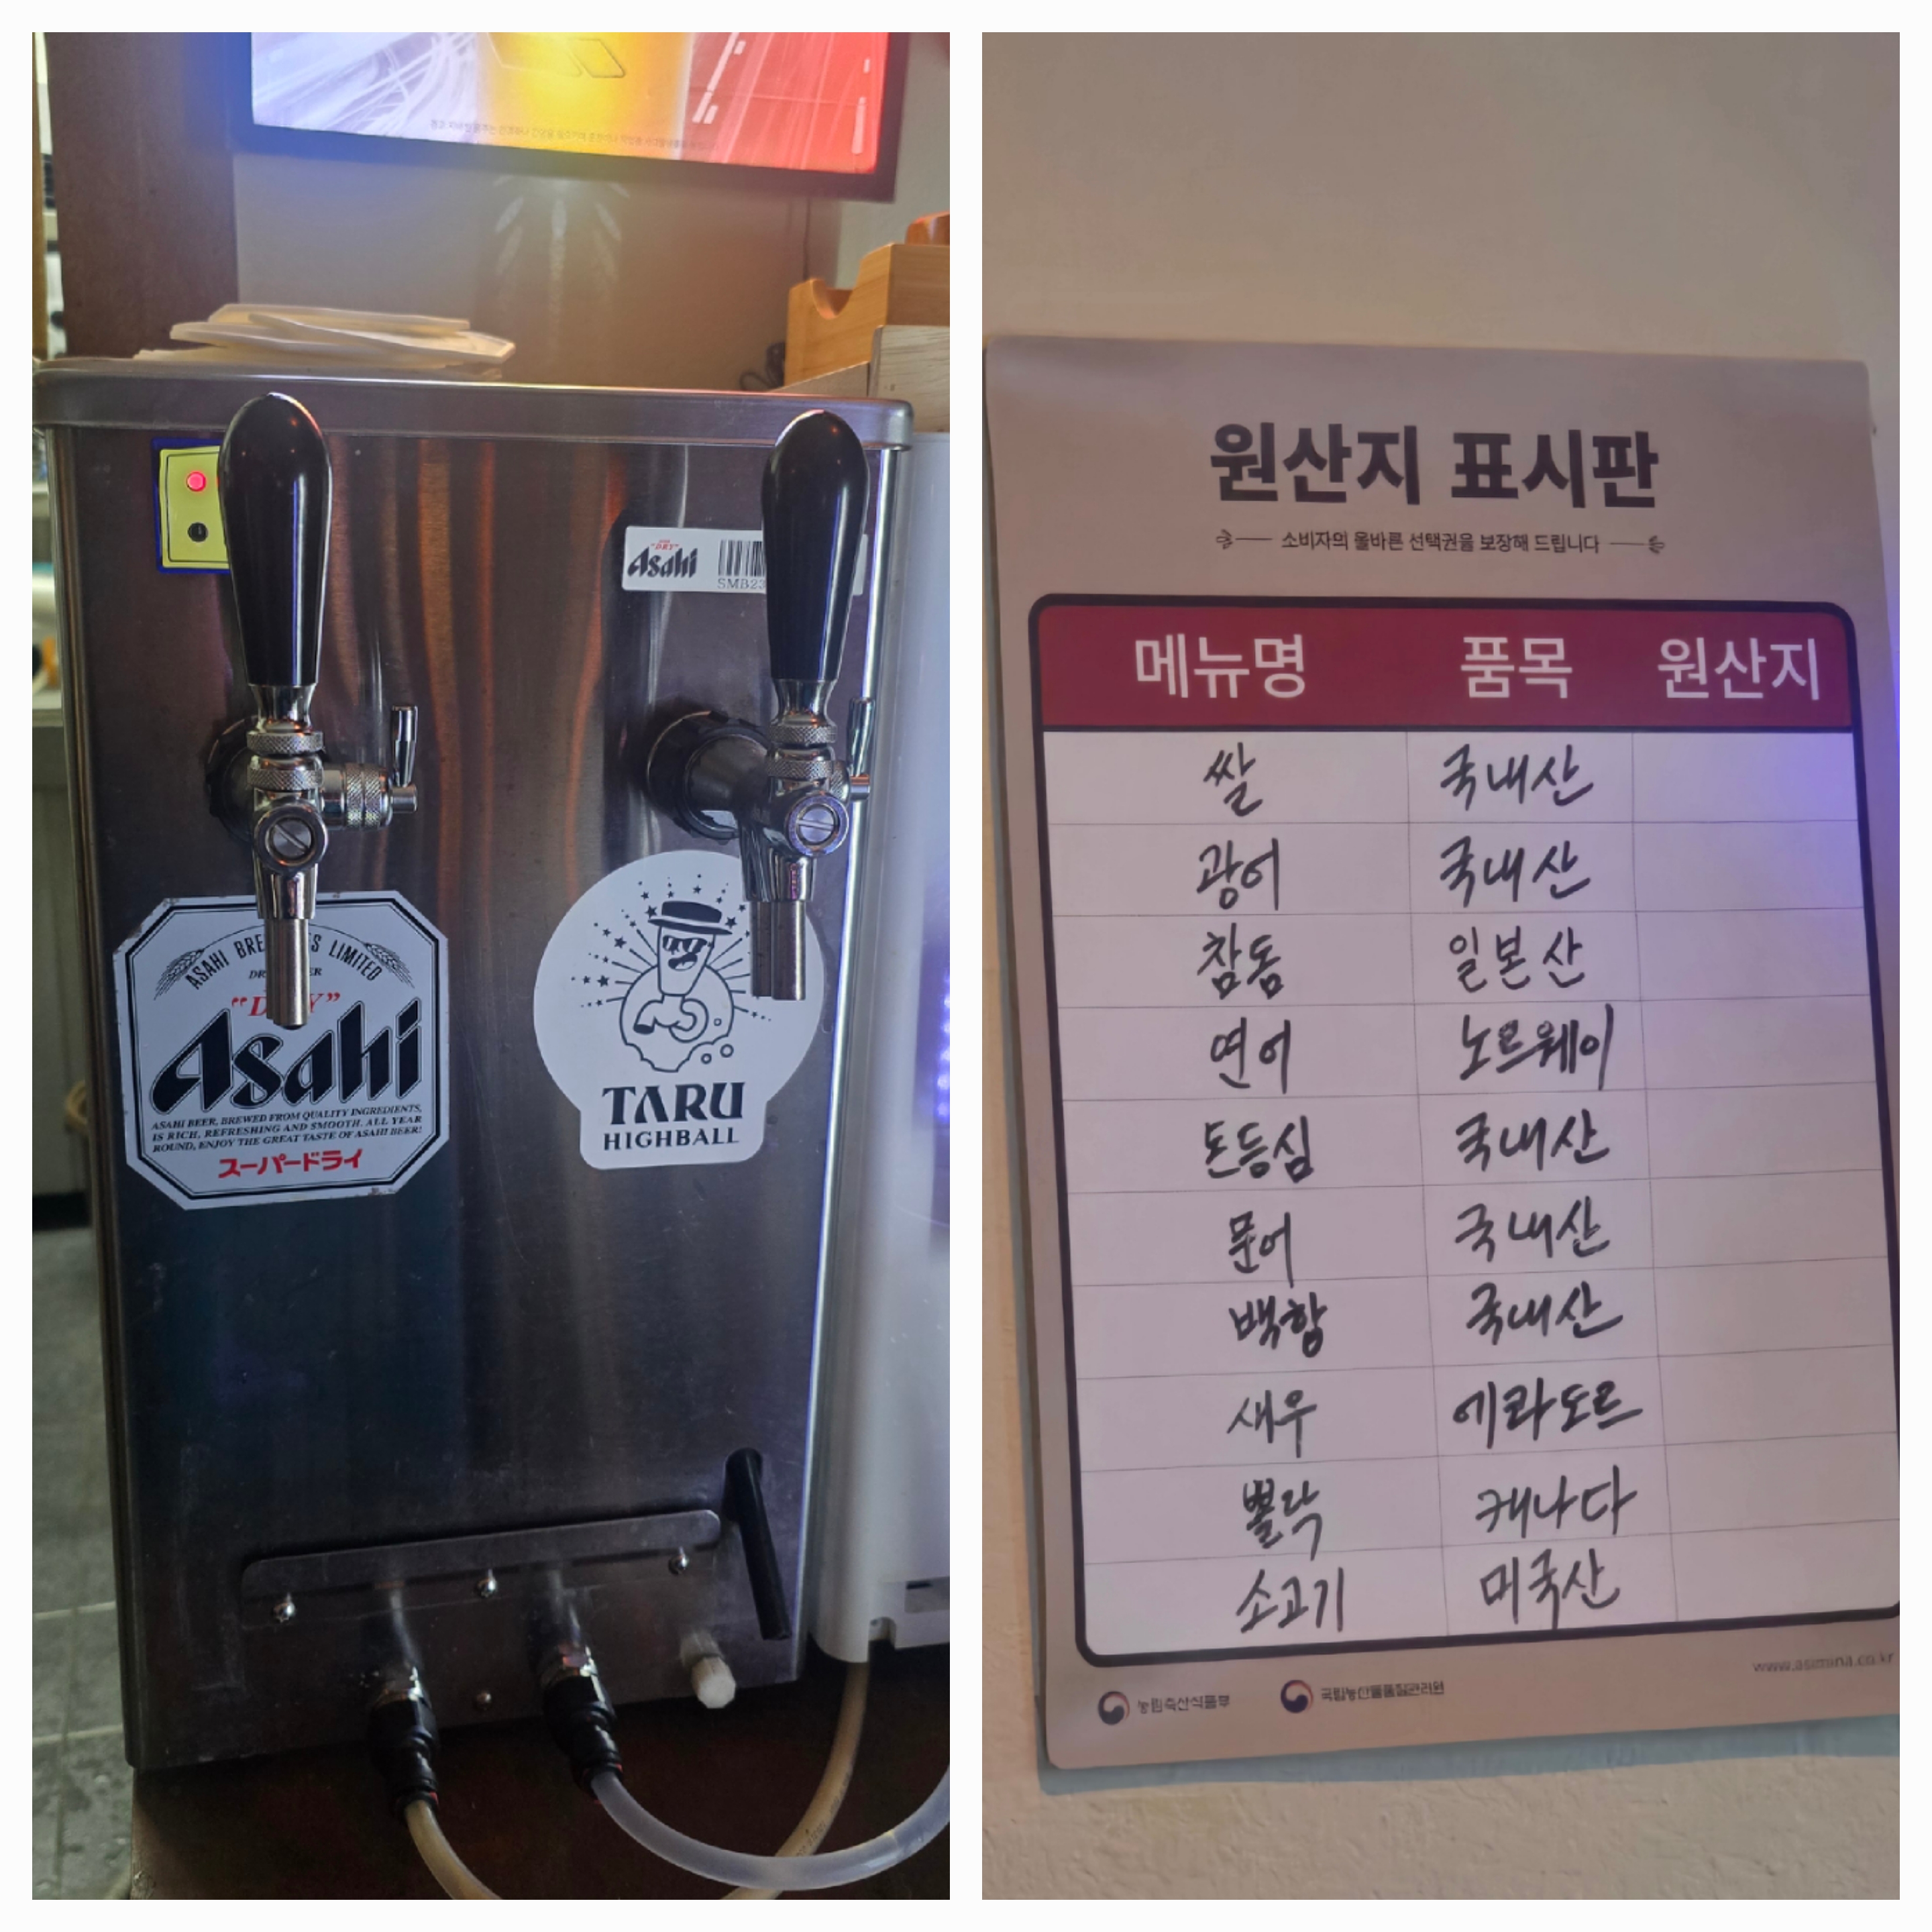 "DRY"
Asahi
SMB23
ASAHI BRE S LIMITED
Asahi
ASAHI BEER, BREWED FROM QUALITY INGREDIENTS,
IS RICH, REFRESHING AND SMOOTH. ALL YEAR
ROUND, ENJOY THE GREAT TASTE OF ASAHI BEER!
スーパードライ
TARU
HIGHBALL
원산지 표시판
소비자의 올바른 선택권을 보장해 드립니다
메뉴명 품목 원산지
쌀 국내산
광어 국내산
참돔 일본산
연어 노르웨이
돈등심 국내산
문어 국내산
백합 국내산
새우 에콰도르
뽈락 캐나다
소고기 미국산
www.asimina.co.kr
농림축산식품부 국립농산물품질관리원